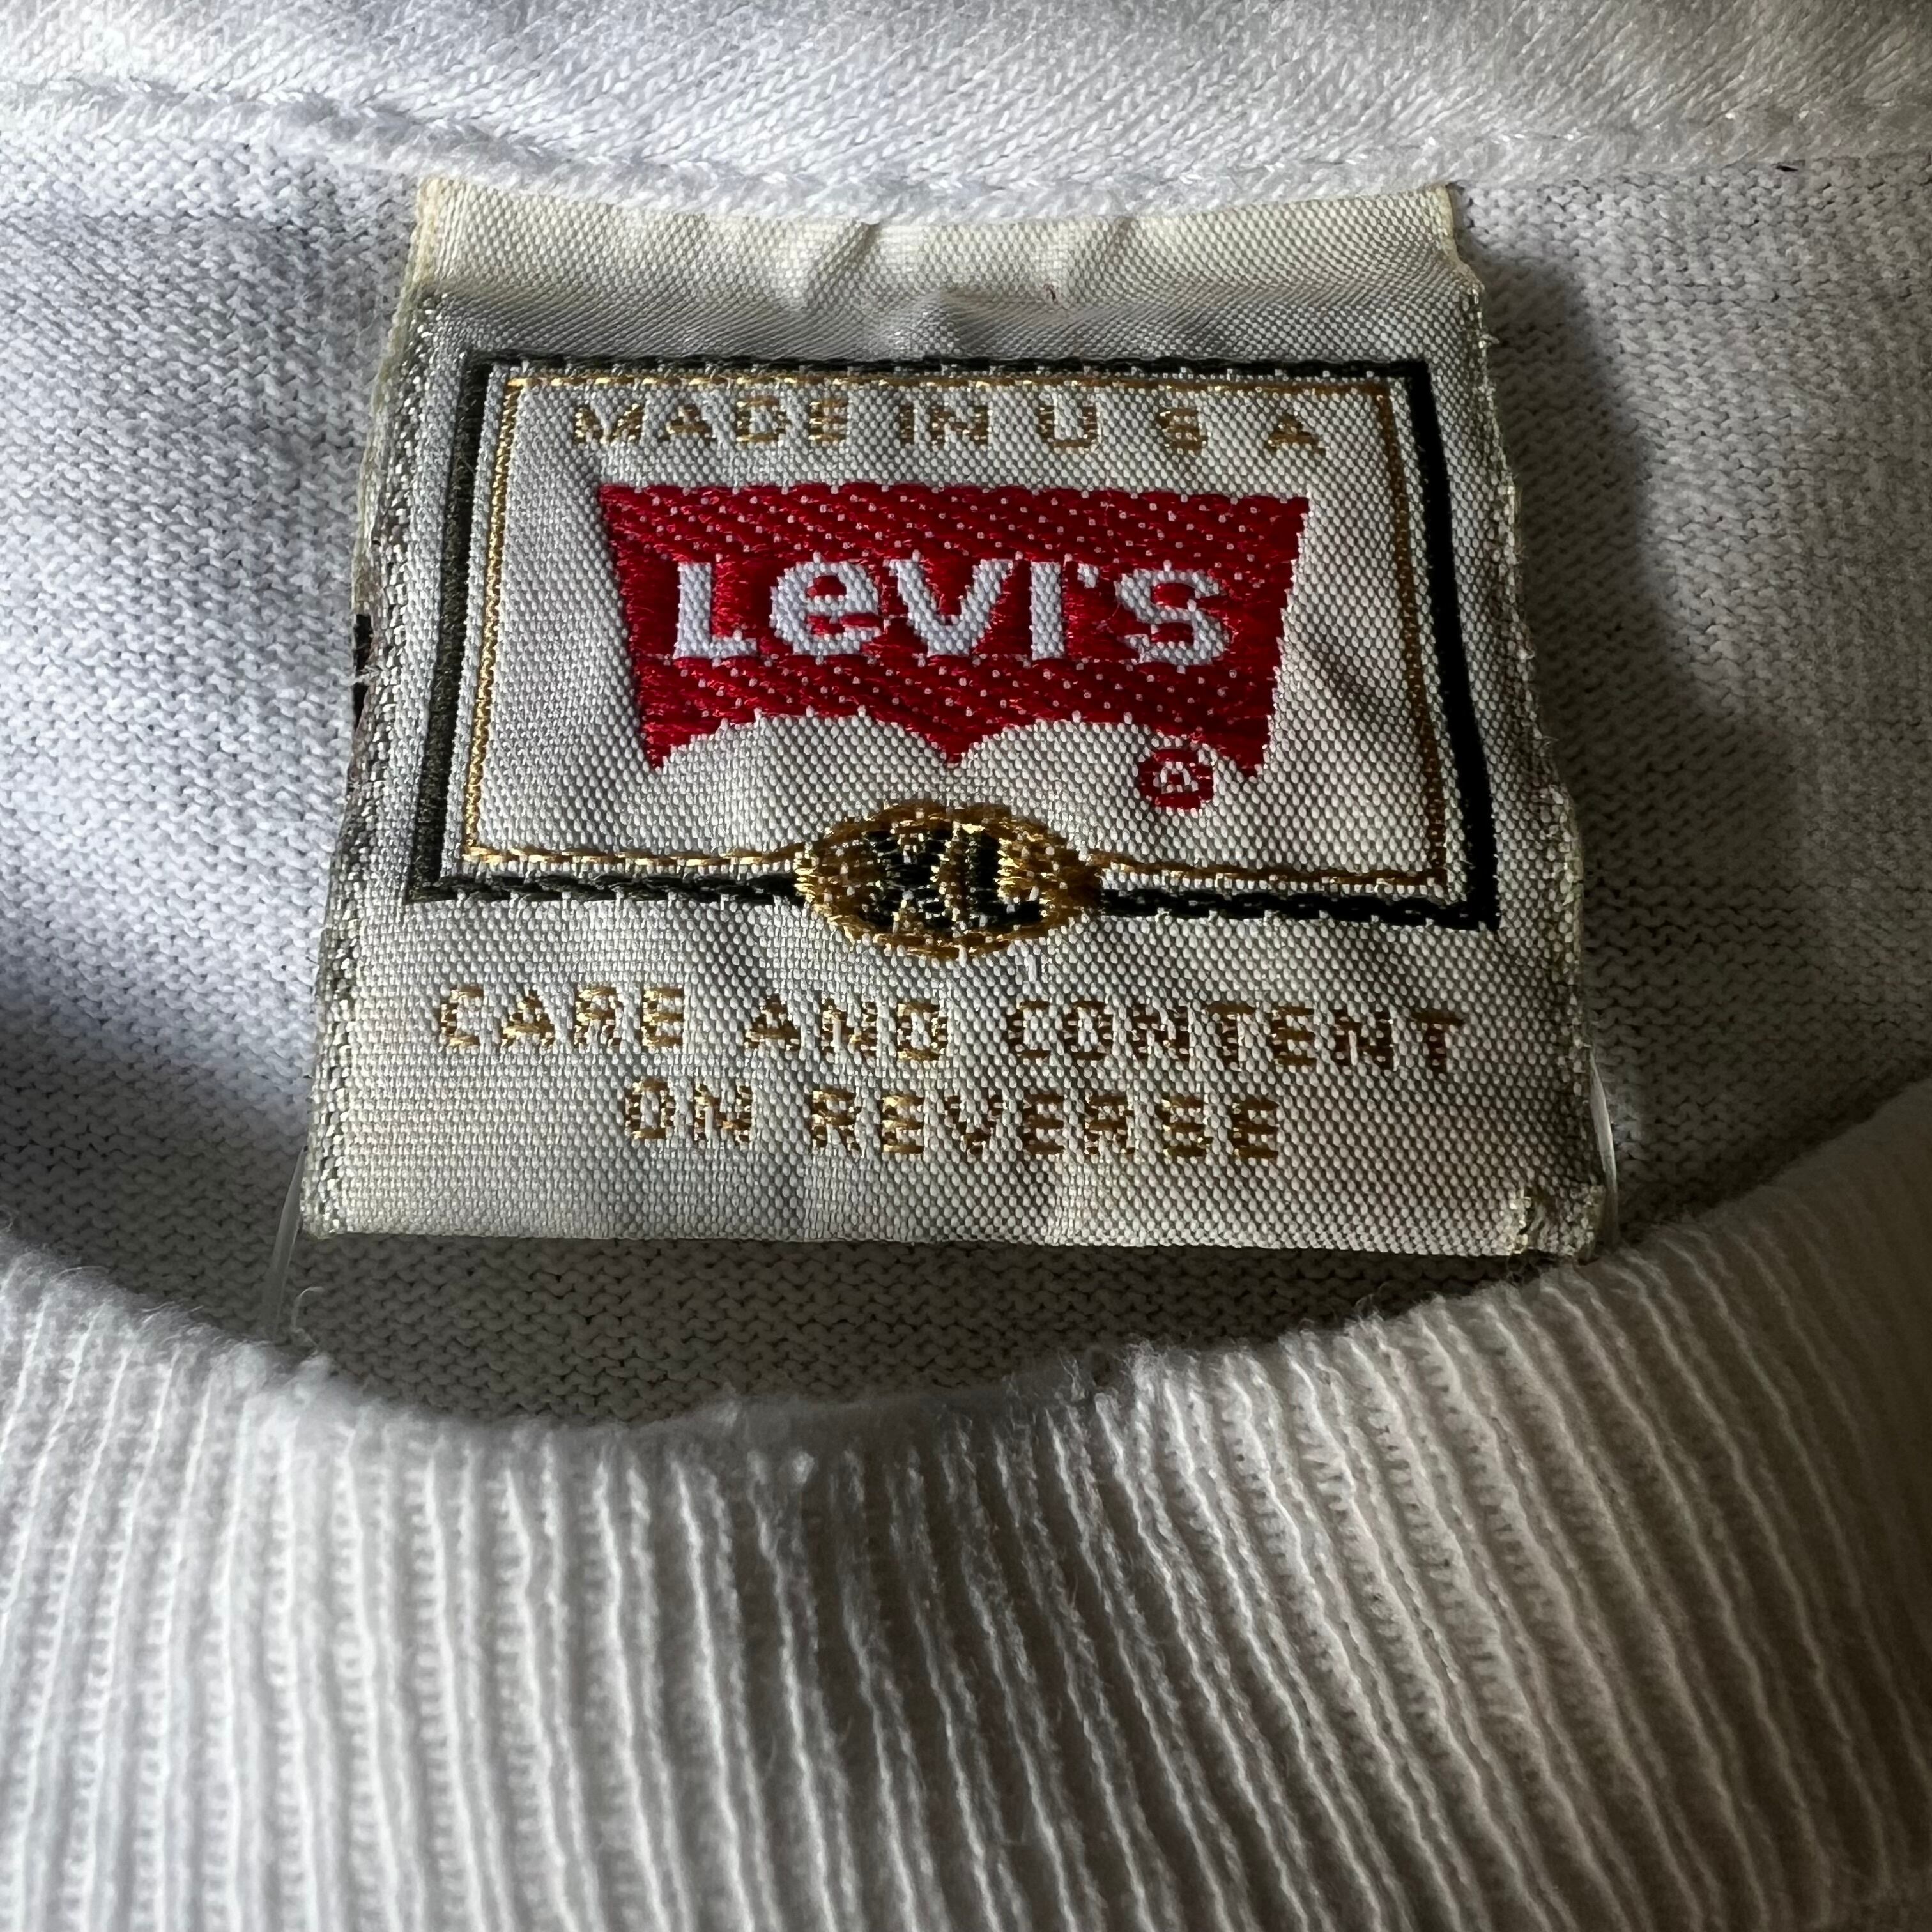 MADE IN U S A
Levi's
®
XL
CARE AND CONTENT
ON REVERSE